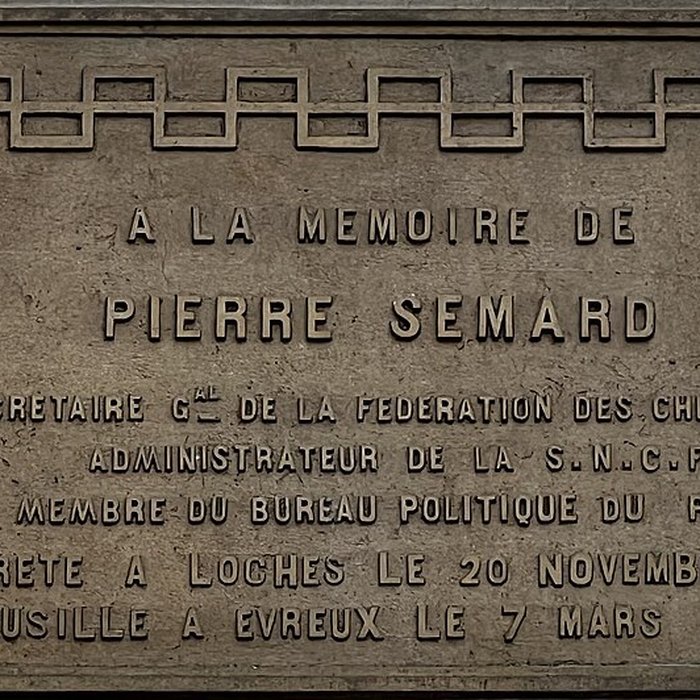 A LA MEMOIRE DE
PIERRE SEMARD
CRETAIRE GAL DE LA FEDERATION DES CH
ADMINISTRATEUR DE LA S.N.C.F
MEMBRE DU BUREAU POLITIQUE DU
RETE A LOCHES LE 20 NOVEMB
USILLE A EVREUX LE 7 MARS